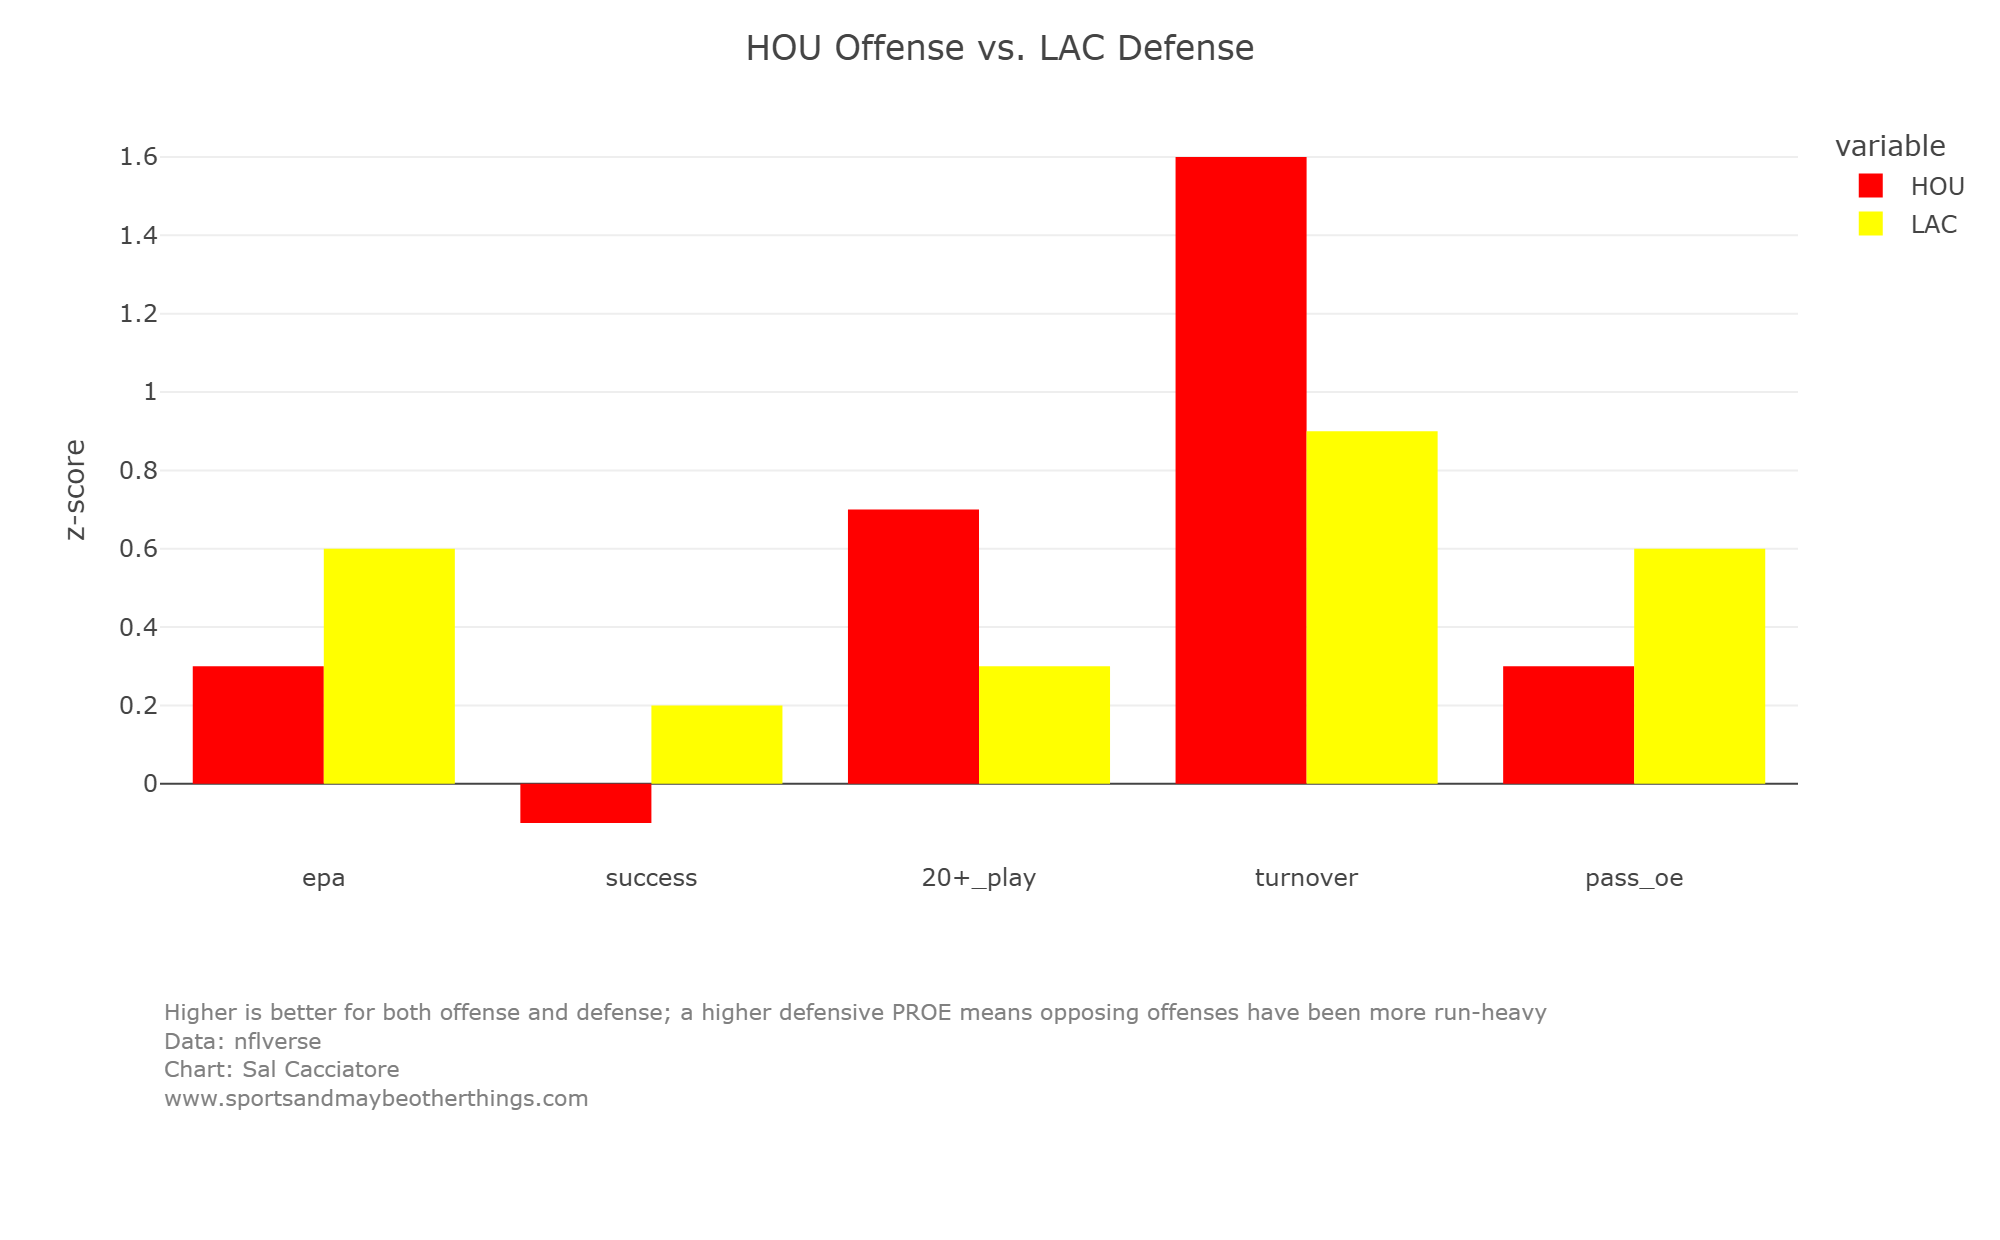 HOU Offense vs. LAC Defense
variable
HOU
LAC
z-score
1.6
1.4
1.2
1
0.8
0.6
0.4
0.2
0
epa
success
20+_play
turnover
pass_oe
Higher is better for both offense and defense; a higher defensive PROE means opposing offenses have been more run-heavy
Data: nflverse
Chart: Sal Cacciatore
www.sportsandmaybeotherthings.com